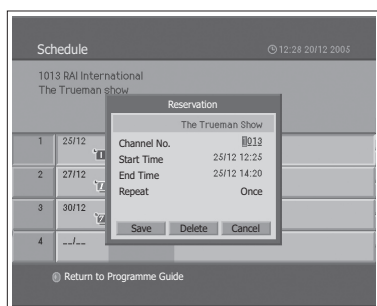 Schedule
12:28 20/12 2005
1013 RAI International
The Trueman show
Reservation
The Trueman Show
Channel No. 1013
Start Time 25/12 12:25
End Time 25/12 14:20
Repeat Once
Save Delete Cancel
1 25/12
2 27/12
3 30/12
4 __/__
Return to Programme Guide